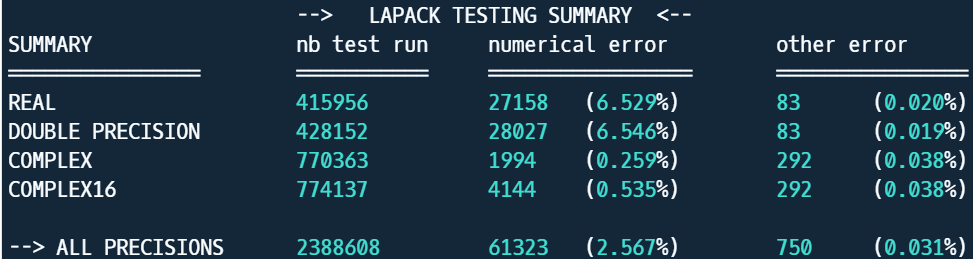 -->   LAPACK TESTING SUMMARY  <--
SUMMARY                 nb test run     numerical error         other error
================        ===========     =================       ================
REAL                    415956          27158   (6.529%)        83      (0.020%)
DOUBLE PRECISION        428152          28027   (6.546%)        83      (0.019%)
COMPLEX                 770363          1994    (0.259%)        292     (0.038%)
COMPLEX16               774137          4144    (0.535%)        292     (0.038%)
--> ALL PRECISIONS      2388608         61323   (2.567%)        750     (0.031%)